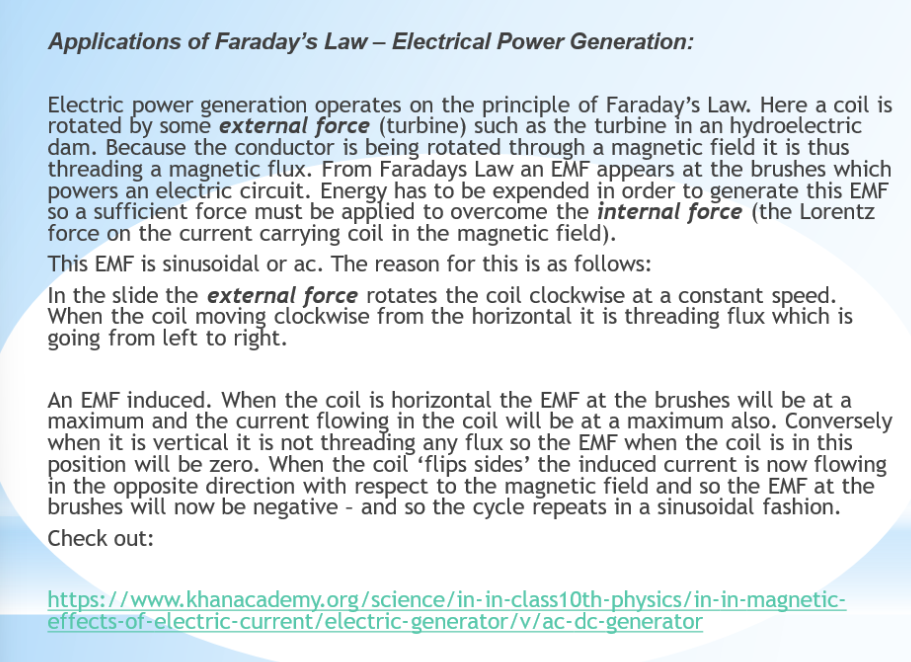 Applications of Faraday’s Law – Electrical Power Generation:
Electric power generation operates on the principle of Faraday’s Law. Here a coil is
rotated by some external force (turbine) such as the turbine in an hydroelectric
dam. Because the conductor is being rotated through a magnetic field it is thus
threading a magnetic flux. From Faradays Law an EMF appears at the brushes which
powers an electric circuit. Energy has to be expended in order to generate this EMF
so a sufficient force must be applied to overcome the internal force (the Lorentz
force on the current carrying coil in the magnetic field).
This EMF is sinusoidal or ac. The reason for this is as follows:
In the slide the external force rotates the coil clockwise at a constant speed.
When the coil moving clockwise from the horizontal it is threading flux which is
going from left to right.
An EMF induced. When the coil is horizontal the EMF at the brushes will be at a
maximum and the current flowing in the coil will be at a maximum also. Conversely
when it is vertical it is not threading any flux so the EMF when the coil is in this
position will be zero. When the coil ‘flips sides’ the induced current is now flowing
in the opposite direction with respect to the magnetic field and so the EMF at the
brushes will now be negative – and so the cycle repeats in a sinusoidal fashion.
Check out:
https://www.khanacademy.org/science/in-in-class10th-physics/in-in-magnetic-
effects-of-electric-current/electric-generator/v/ac-dc-generator